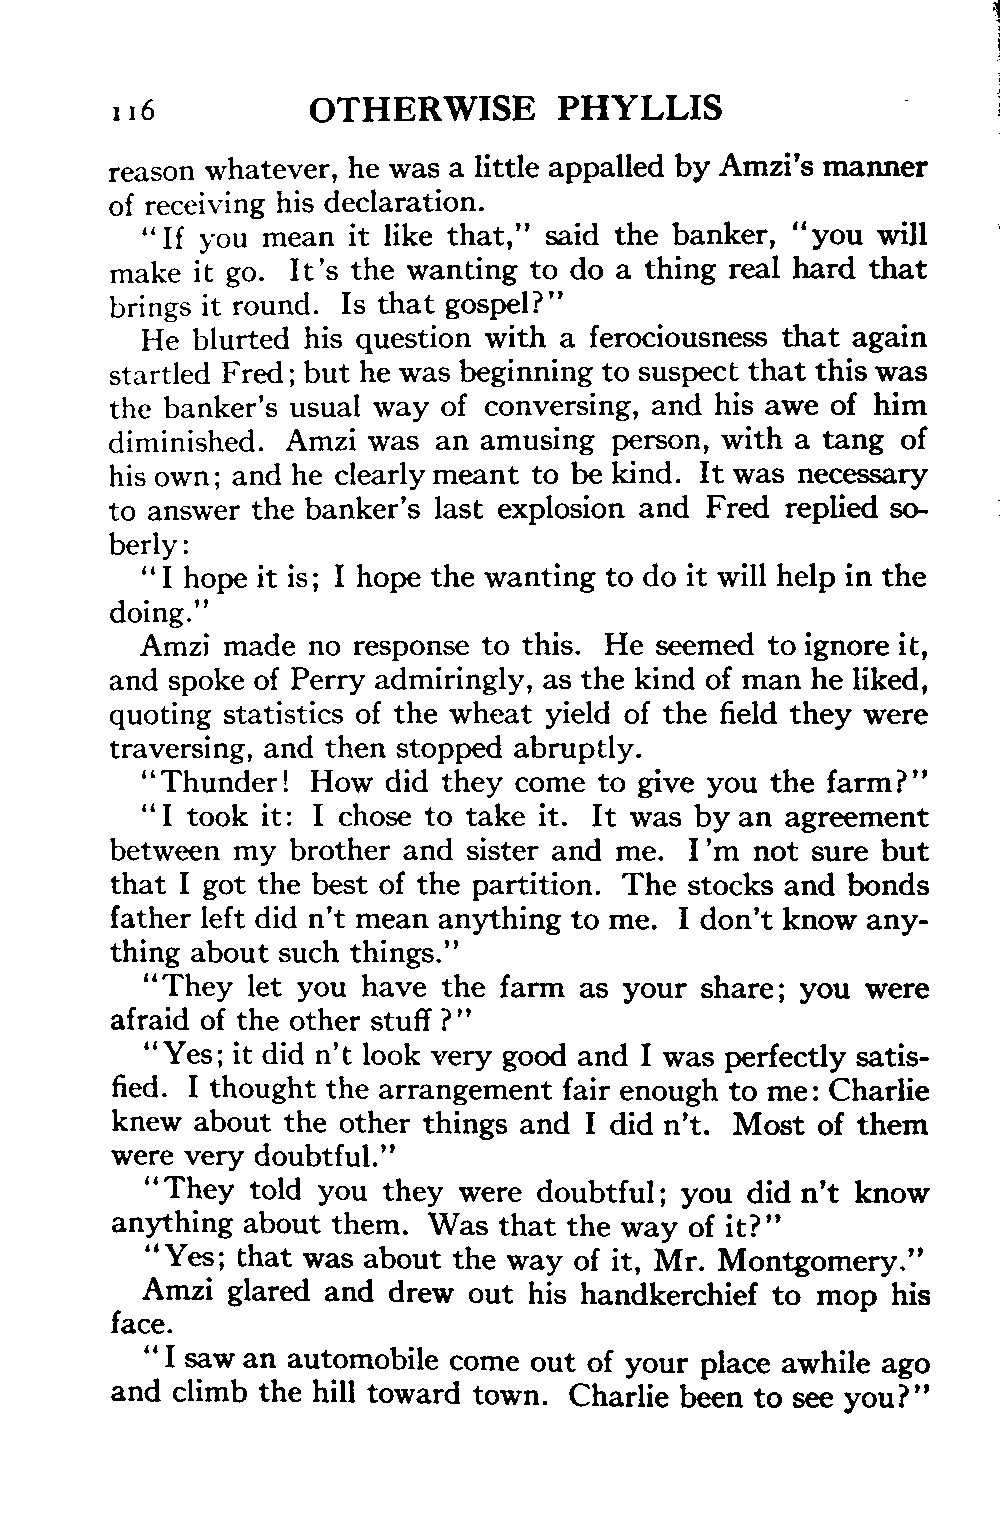 116 OTHERWISE PHYLLIS
reason whatever, he was a little appalled by Amzi's manner
of receiving his declaration.
"If you mean it like that," said the banker, "you will
make it go. It's the wanting to do a thing real hard that
brings it round. Is that gospel?"
He blurted his question with a ferociousness that again
startled Fred; but he was beginning to suspect that this was
the banker's usual way of conversing, and his awe of him
diminished. Amzi was an amusing person, with a tang of
his own; and he clearly meant to be kind. It was necessary
to answer the banker's last explosion and Fred replied so-
berly:
"I hope it is; I hope the wanting to do it will help in the
doing."
Amzi made no response to this. He seemed to ignore it,
and spoke of Perry admiringly, as the kind of man he liked,
quoting statistics of the wheat yield of the field they were
traversing, and then stopped abruptly.
"Thunder! How did they come to give you the farm?"
"I took it: I chose to take it. It was by an agreement
between my brother and sister and me. I'm not sure but
that I got the best of the partition. The stocks and bonds
father left did n't mean anything to me. I don't know any-
thing about such things."
"They let you have the farm as your share; you were
afraid of the other stuff?"
"Yes; it did n't look very good and I was perfectly satis-
fied. I thought the arrangement fair enough to me: Charlie
knew about the other things and I did n't. Most of them
were very doubtful."
"They told you they were doubtful; you did n't know
anything about them. Was that the way of it?"
"Yes; that was about the way of it, Mr. Montgomery."
Amzi glared and drew out his handkerchief to mop his
face.
"I saw an automobile come out of your place awhile ago
and climb the hill toward town. Charlie been to see you?"